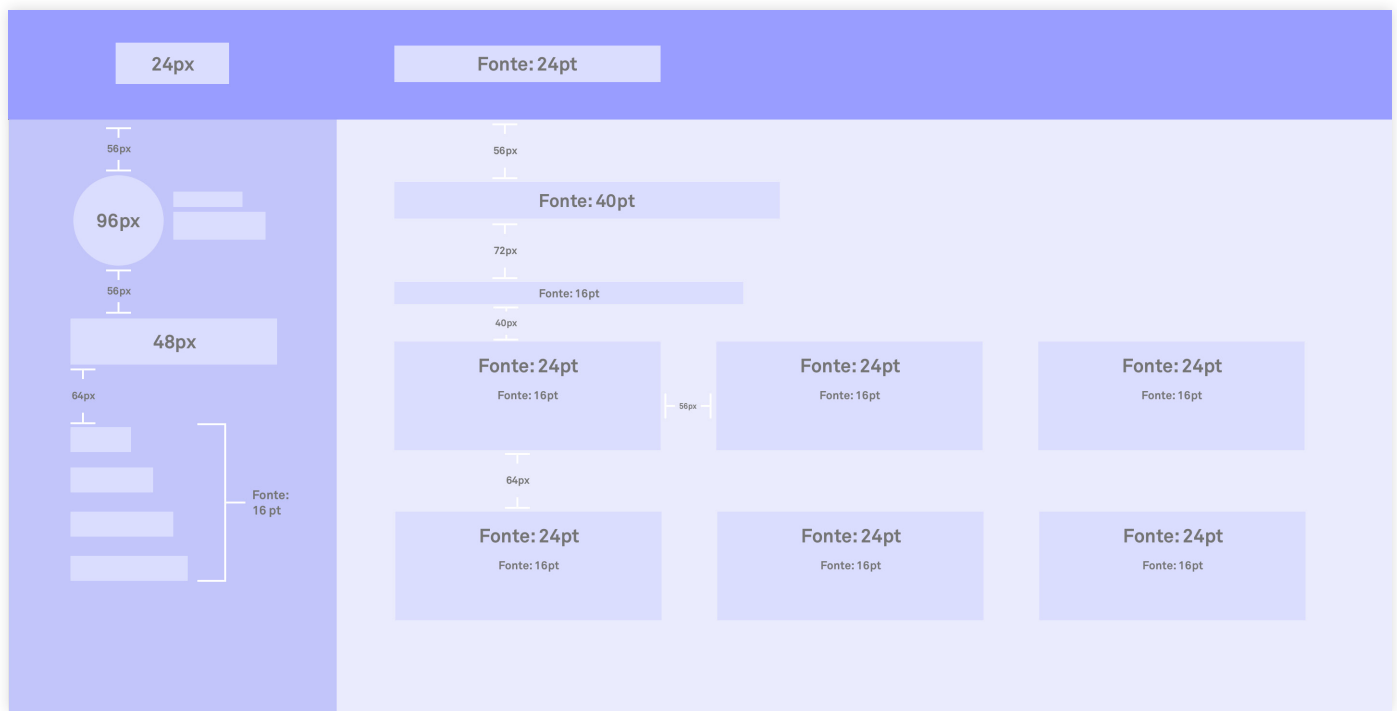 24px
Fonte: 24pt
56px
96px
56px
48px
64px
Fonte:
16 pt
56px
Fonte: 40pt
72px
Fonte: 16pt
40px
Fonte: 24pt
Fonte: 16pt
56px
Fonte: 24pt
Fonte: 16pt
Fonte: 24pt
Fonte: 16pt
64px
Fonte: 24pt
Fonte: 16pt
Fonte: 24pt
Fonte: 16pt
Fonte: 24pt
Fonte: 16pt